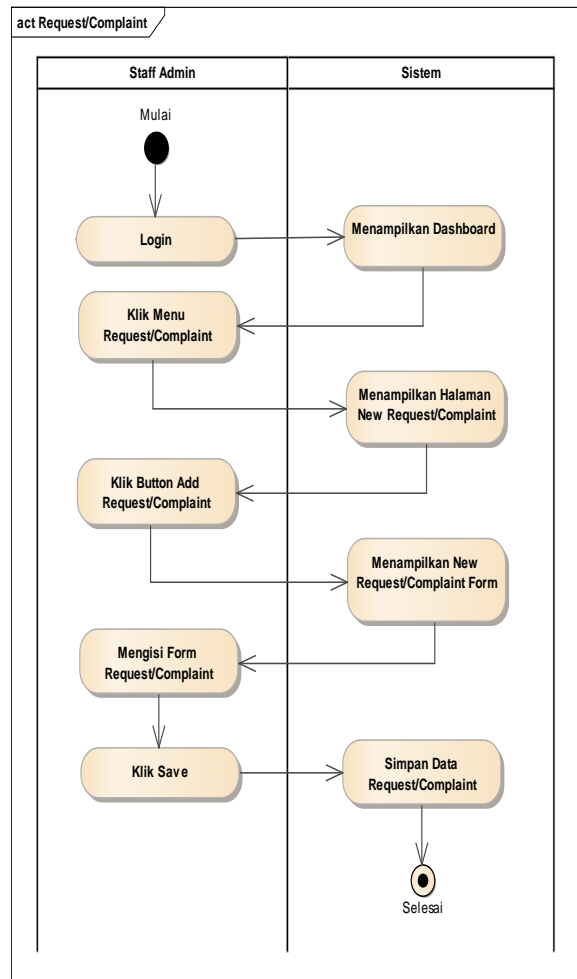 act Request/Complaint
Staff Admin
Sistem
Mulai
Login
Menampilkan Dashboard
Klik Menu
Request/Complaint
Menampilkan Halaman
New Request/Complaint
Klik Button Add
Request/Complaint
Menampilkan New
Request/Complaint Form
Mengisi Form
Request/Complaint
Klik Save
Simpan Data
Request/Complaint
Selesai